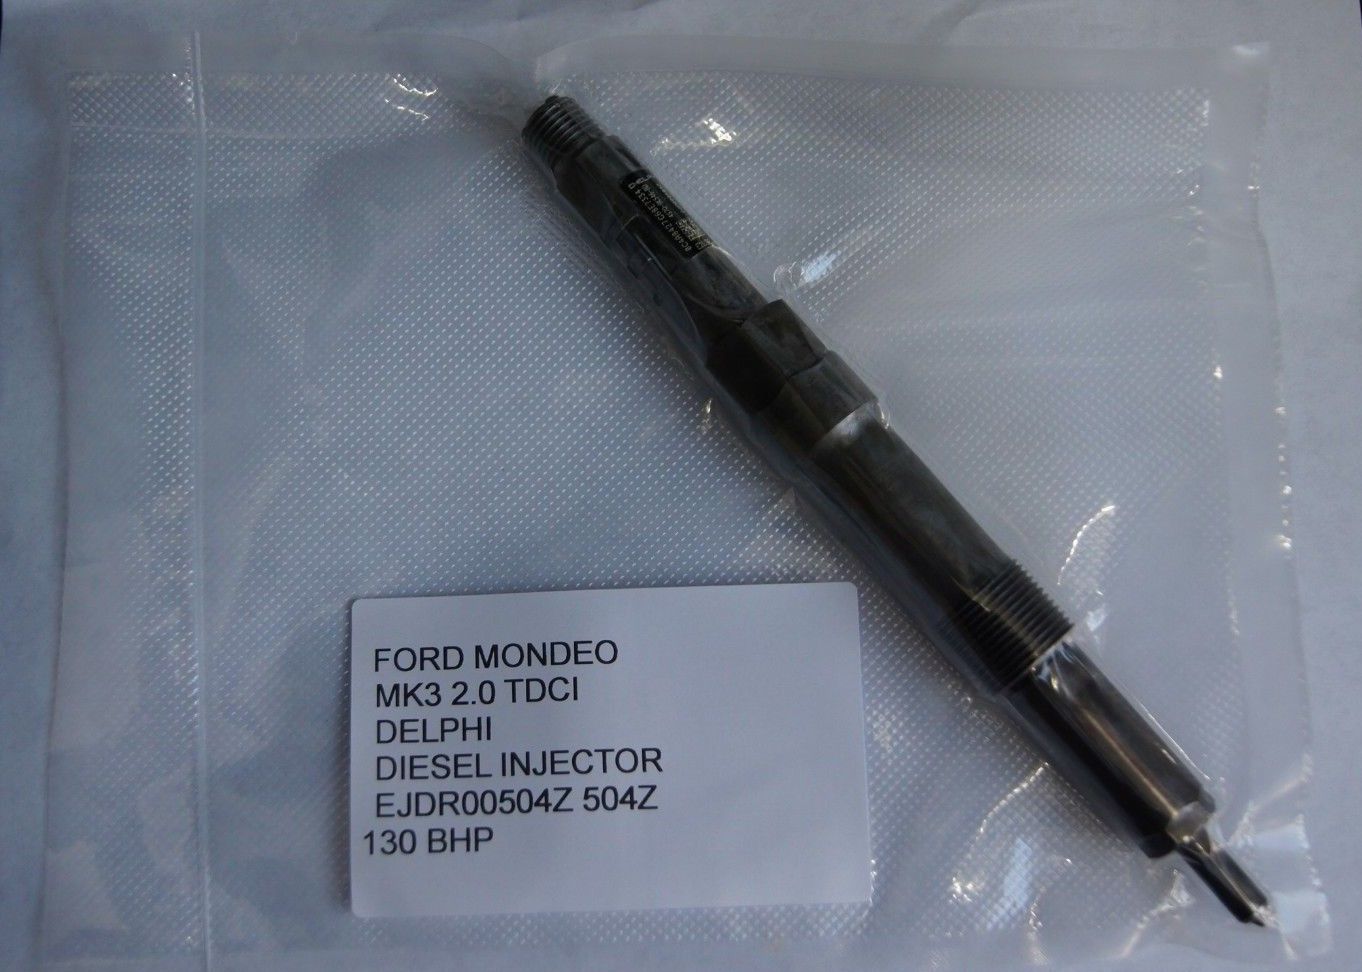 FORD MONDEO
MK3 2.0 TDCI
DELPHI
DIESEL INJECTOR
EJDR00504Z 504Z
130 BHP